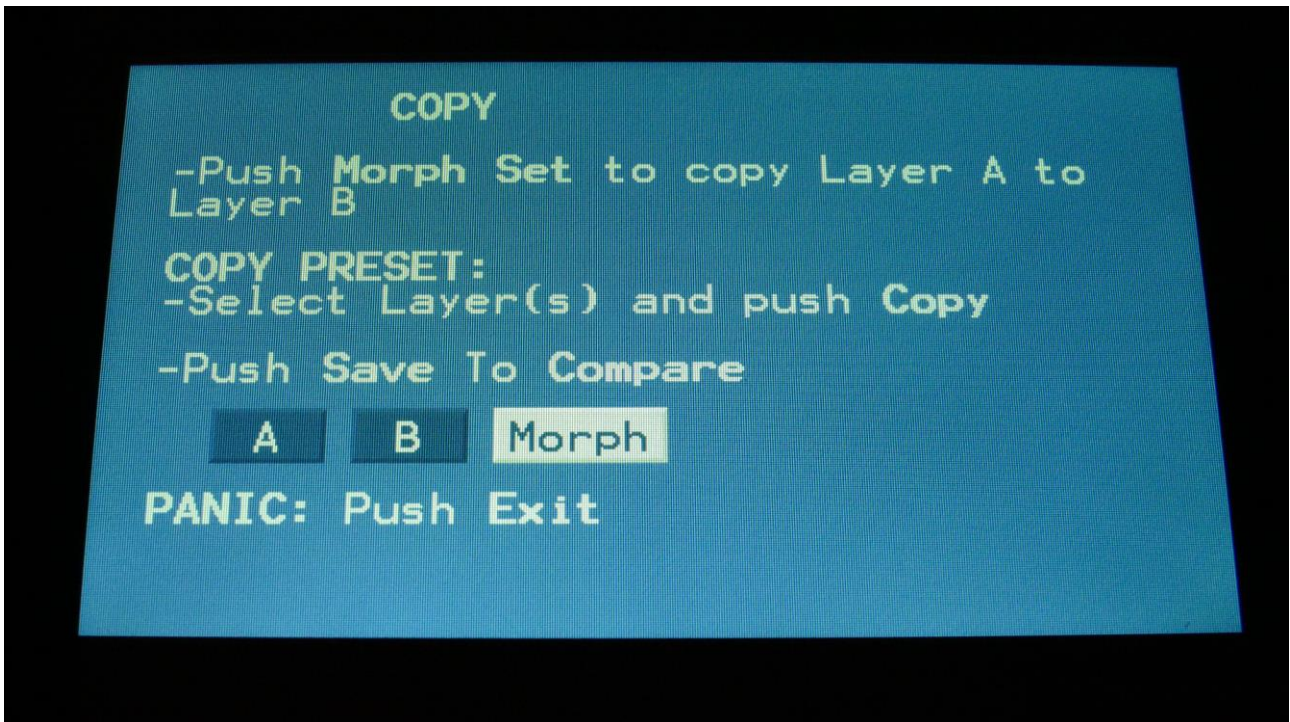 COPY
-Push Morph Set to copy Layer A to
Layer B
COPY PRESET:
-Select Layer(s) and push Copy
-Push Save To Compare
A B Morph
PANIC: Push Exit